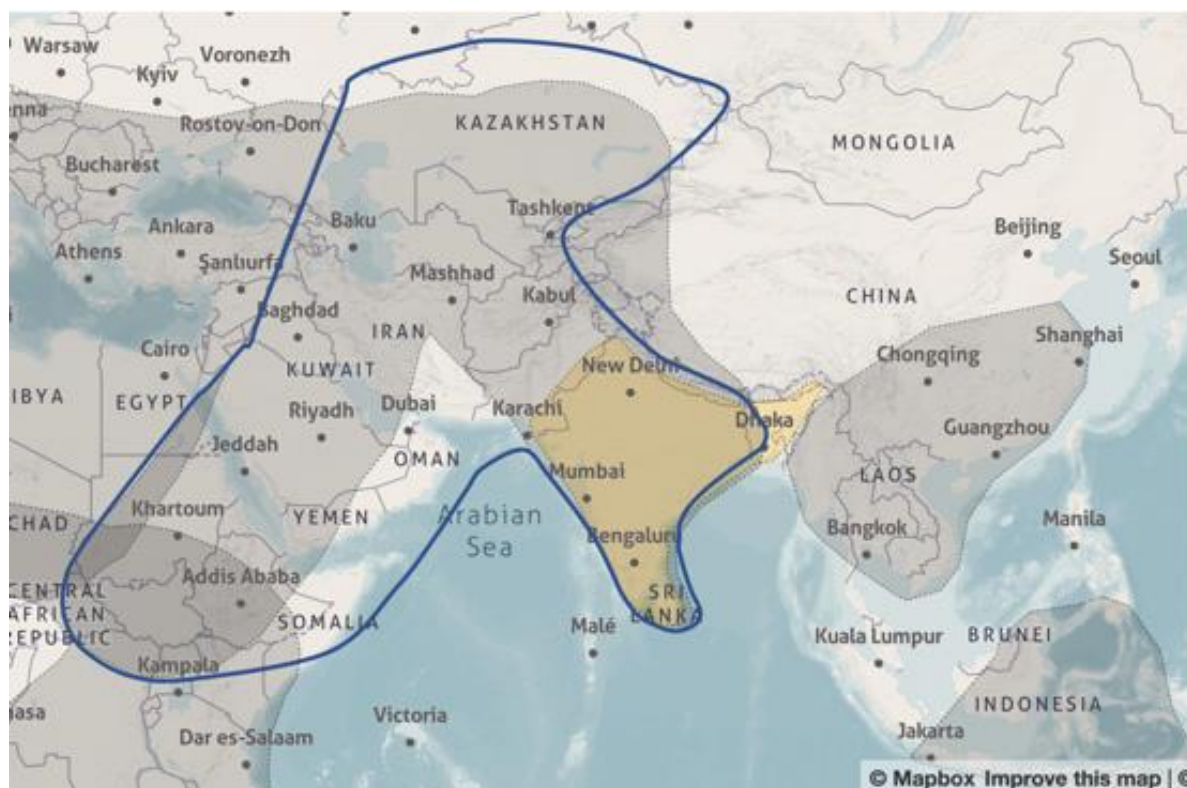 Warsaw
Voronezh
Kyiv
enna
Rostov-on-Don
KAZAKHSTAN
MONGOLIA
Bucharest
Ankara
Baku
Tashkent
Beijing
Athens
Şanlıurfa
Mashhad
Seoul
Baghdad
Kabul
CHINA
IRAN
Cairo
KUWAIT
New Delhi
Chongqing
Shanghai
IBYA
EGYPT
Riyadh
Dubai
Karachi
Dhaka
Guangzhou
Jeddah
OMAN
Mumbai
LAOS
Khartoum
YEMEN
Arabian
Sea
CHAD
Bengaluru
Bangkok
Manila
CENTRAL
AFRICAN
REPUBLIC
Addis Ababa
SOMALIA
SRI
LANKA
Malé
Kuala Lumpur
BRUNEI
Kampala
INDONESIA
hasa
Victoria
Dar es-Salaam
Jakarta
© Mapbox Improve this map | ©